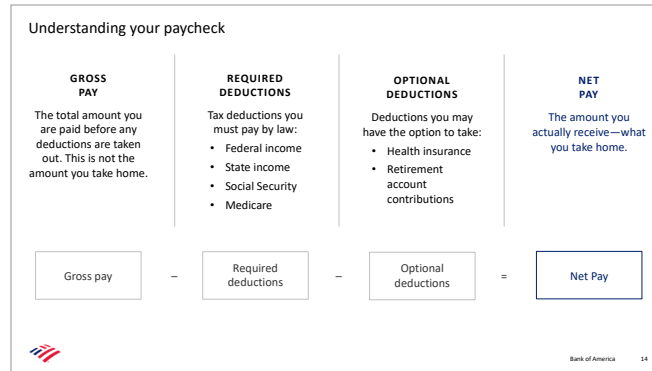 Understanding your paycheck
GROSS
PAY
The total amount you
are paid before any
deductions are taken
out. This is not the
amount you take home.
REQUIRED
DEDUCTIONS
Tax deductions you
must pay by law:
• Federal income
• State income
• Social Security
• Medicare
OPTIONAL
DEDUCTIONS
Deductions you may
have the option to take:
• Health insurance
• Retirement
account
contributions
NET
PAY
The amount you
actually receive—what
you take home.
Gross pay
–
Required
deductions
–
Optional
deductions
=
Net Pay
Bank of America 14